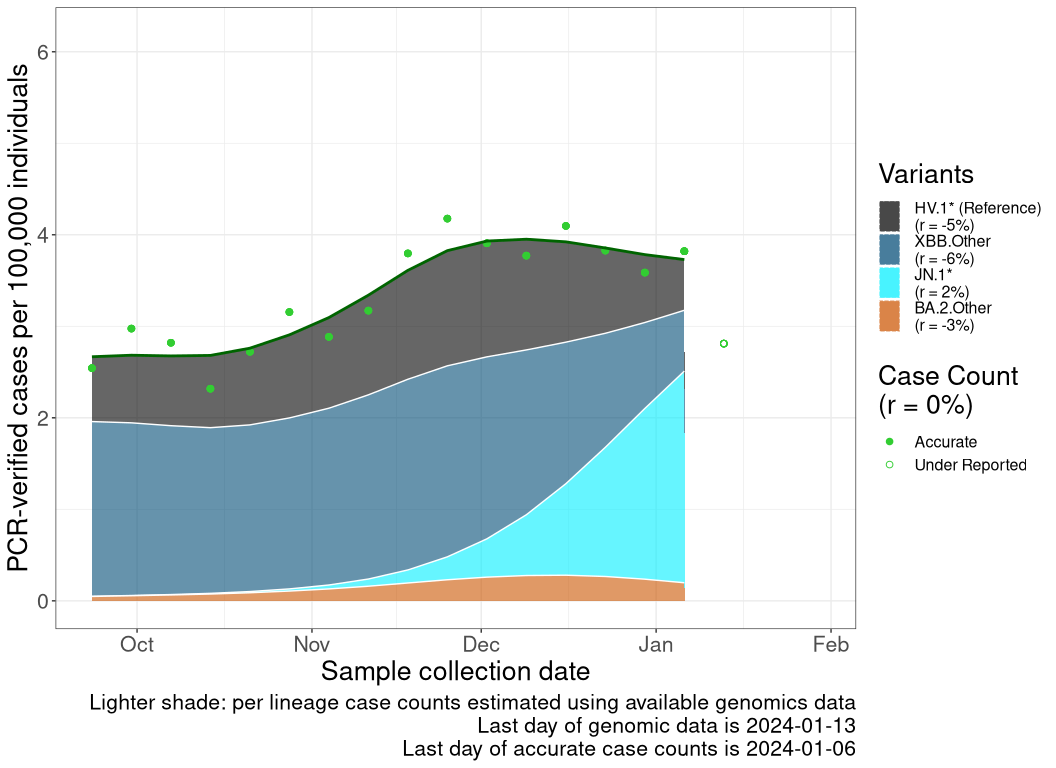 PCR-verified cases per 100,000 individuals
6
4
2
0
Oct
Nov
Dec
Jan
Feb
Sample collection date
Lighter shade: per lineage case counts estimated using available genomics data
Last day of genomic data is 2024-01-13
Last day of accurate case counts is 2024-01-06
Variants
HV.1* (Reference)
(r = -5%)
XBB.Other
(r = -6%)
JN.1*
(r = 2%)
BA.2.Other
(r = -3%)
Case Count
(r = 0%)
Accurate
Under Reported